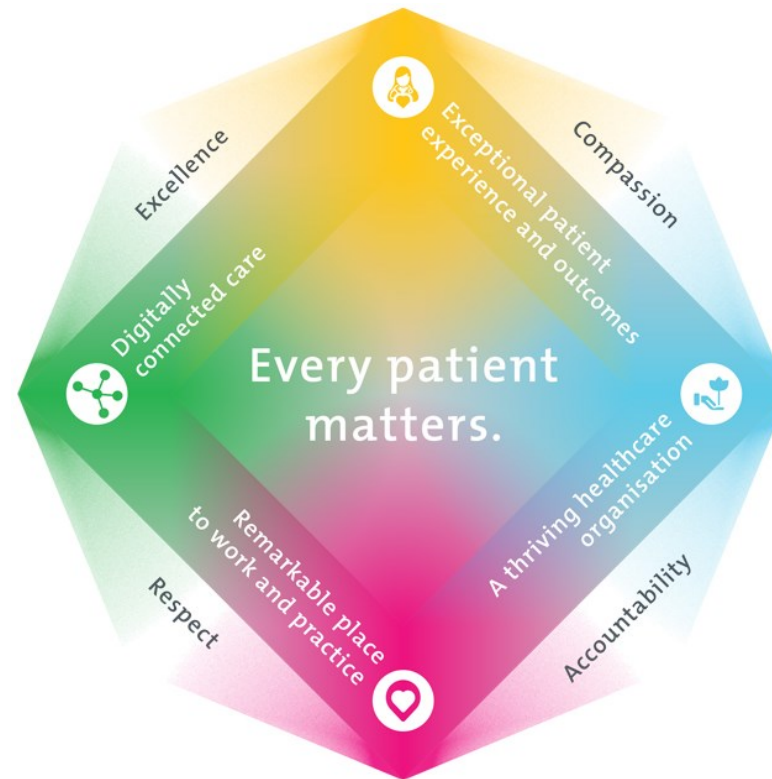 Excellence
Compassion
Exceptional patient
experience and outcomes
Digitally
connected care
Every patient
matters.
Remarkable place
to work and practice
A thriving healthcare
organisation
Respect
Accountability